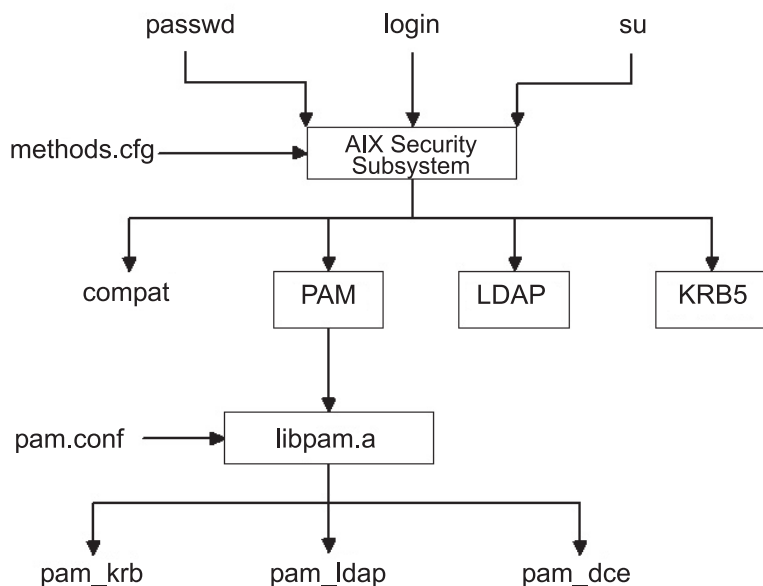 passwd
login
su
methods.cfg
AIX Security
Subsystem
compat
PAM
LDAP
KRB5
pam.conf
libpam.a
pam_krb
pam_ldap
pam_dce